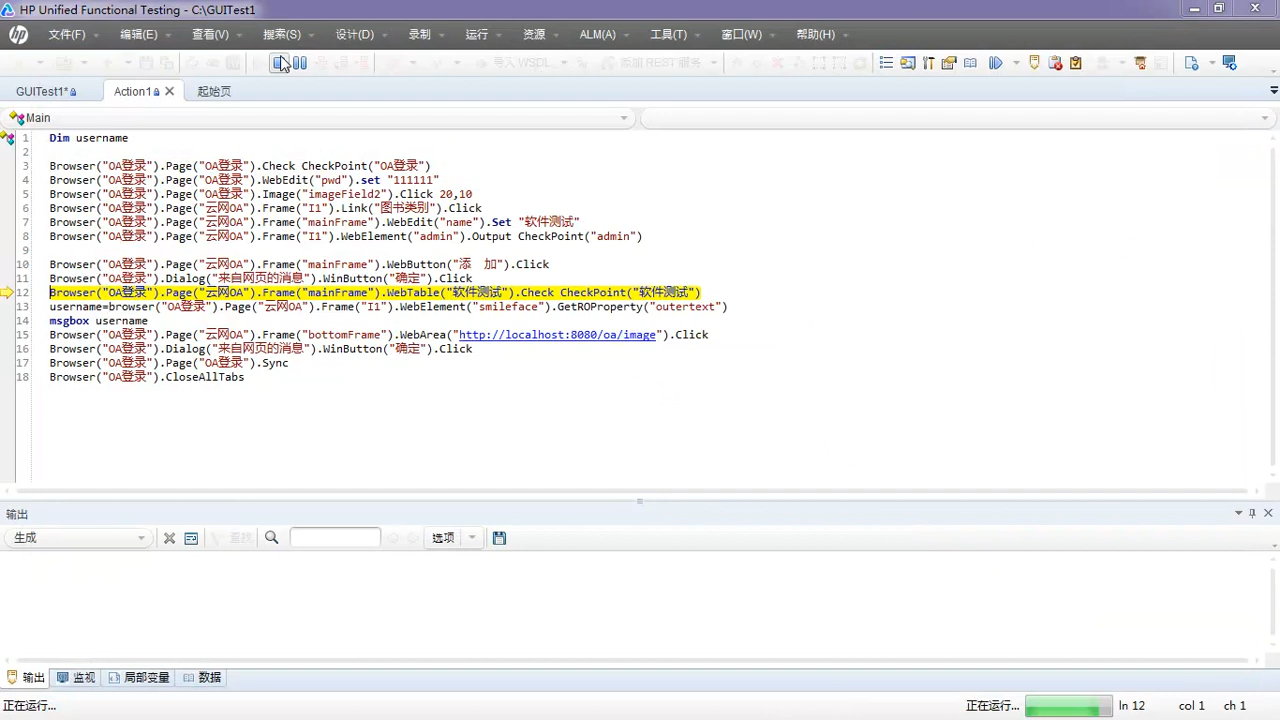 HP Unified Functional Testing - C:\GUITest1
文件(F) 编辑(E) 查看(V) 搜索(S) 设计(D) 录制 运行 资源 ALM(A) 工具(T) 窗口(W) 帮助(H)
导入 WSDL 添加 REST 服务
GUITest1* Action1 起始页
Main
1 Dim username
2
3 Browser("OA登录").Page("OA登录").Check CheckPoint("OA登录")
4 Browser("OA登录").Page("OA登录").WebEdit("pwd").set "111111"
5 Browser("OA登录").Page("OA登录").Image("imageField2").Click 20,10
6 Browser("OA登录").Page("云网OA").Frame("I1").Link("图书类别").Click
7 Browser("OA登录").Page("云网OA").Frame("mainFrame").WebEdit("name").Set "软件测试"
8 Browser("OA登录").Page("云网OA").Frame("I1").WebElement("admin").Output CheckPoint("admin")
9
10 Browser("OA登录").Page("云网OA").Frame("mainFrame").WebButton("添 加").Click
11 Browser("OA登录").Dialog("来自网页的消息").WinButton("确定").Click
12 Browser("OA登录").Page("云网OA").Frame("mainFrame").WebTable("软件测试").Check CheckPoint("软件测试")
13 username=browser("OA登录").Page("云网OA").Frame("I1").WebElement("smileface").GetROProperty("outertext")
14 msgbox username
15 Browser("OA登录").Page("云网OA").Frame("bottomFrame").WebArea("http://localhost:8080/oa/image").Click
16 Browser("OA登录").Dialog("来自网页的消息").WinButton("确定").Click
17 Browser("OA登录").Page("OA登录").Sync
18 Browser("OA登录").CloseAllTabs
输出
生成 查找 选项
输出 监视 局部变量 数据
正在运行... 正在运行... ln 12 col 1 ch 1